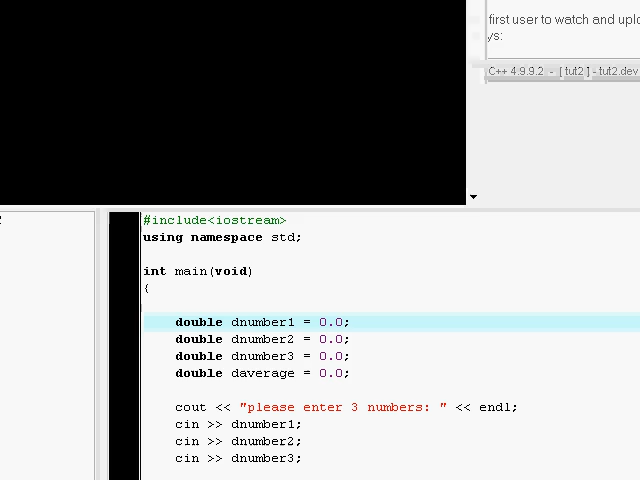 first user to watch and uplo
ys:
C++ 4.9.9.2 - [ tut2 ] - tut2.dev
#include<iostream>
using namespace std;
int main(void)
{
double dnumber1 = 0.0;
double dnumber2 = 0.0;
double dnumber3 = 0.0;
double daverage = 0.0;
cout << "please enter 3 numbers: " << endl;
cin >> dnumber1;
cin >> dnumber2;
cin >> dnumber3;